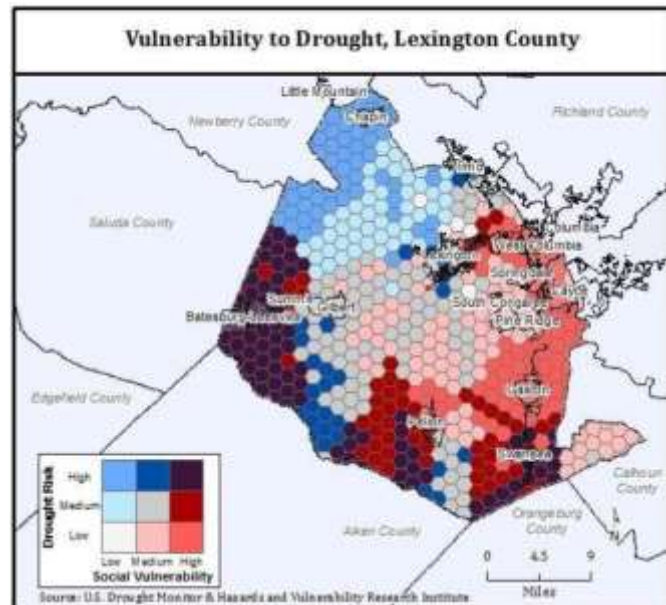 Vulnerability to Drought, Lexington County
Little Mountain
Richland County
Newberry County
Chapin
Irmo
Saluda County
Columbia
West Columbia
Lexington
Springdale
Summit
Cayce
Gilbert
South Congaree
Batesburg-Leesville
Pine Ridge
Edgefield County
Gaston
Pelion
Swansea
Calhoun
County
Orangeburg
County
Aiken County
N
Drought Risk
High
Medium
Low
Low Medium High
Social Vulnerability
0 4.5 9
Miles
Source: U.S. Drought Monitor & Hazards and Vulnerability Research Institute